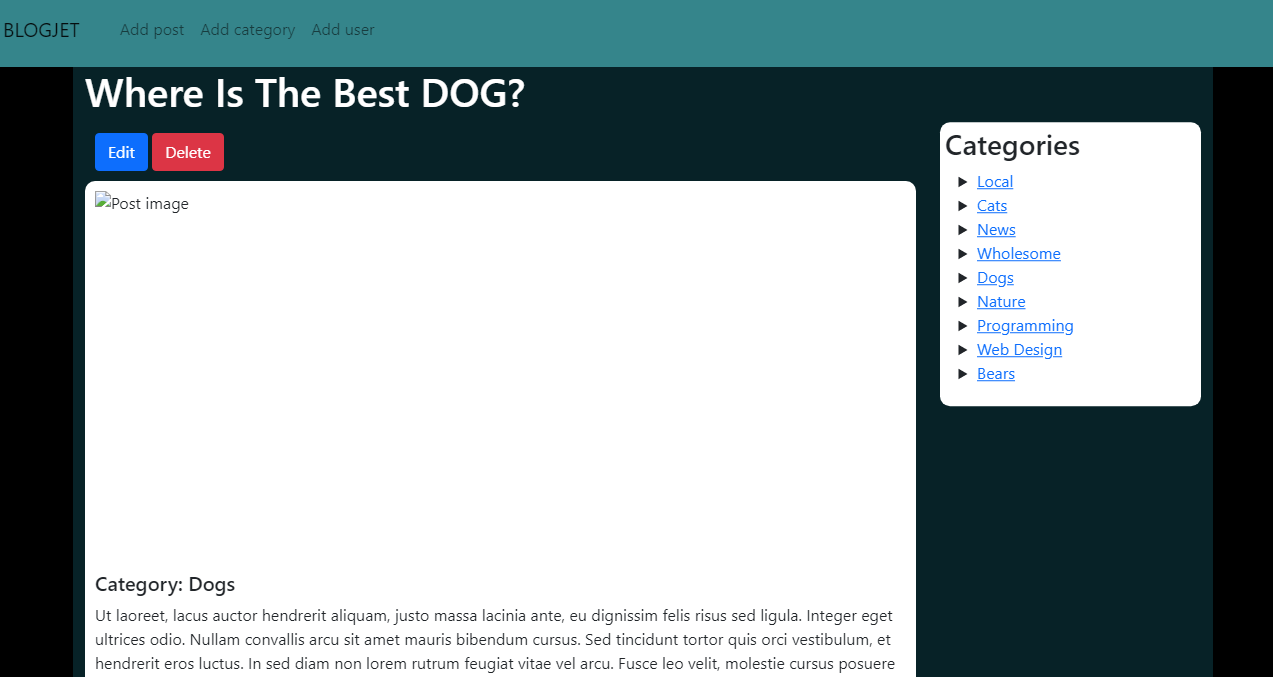 BLOGJET Add post Add category Add user
Where Is The Best DOG?
Edit Delete
Post image
Category: Dogs
Ut laoreet, lacus auctor hendrerit aliquam, justo massa lacinia ante, eu dignissim felis risus sed ligula. Integer eget
ultrices odio. Nullam convallis arcu sit amet mauris bibendum cursus. Sed tincidunt tortor quis orci vestibulum, et
hendrerit eros luctus. In sed diam non lorem rutrum feugiat vitae vel arcu. Fusce leo velit, molestie cursus posuere
Categories
Local
Cats
News
Wholesome
Dogs
Nature
Programming
Web Design
Bears